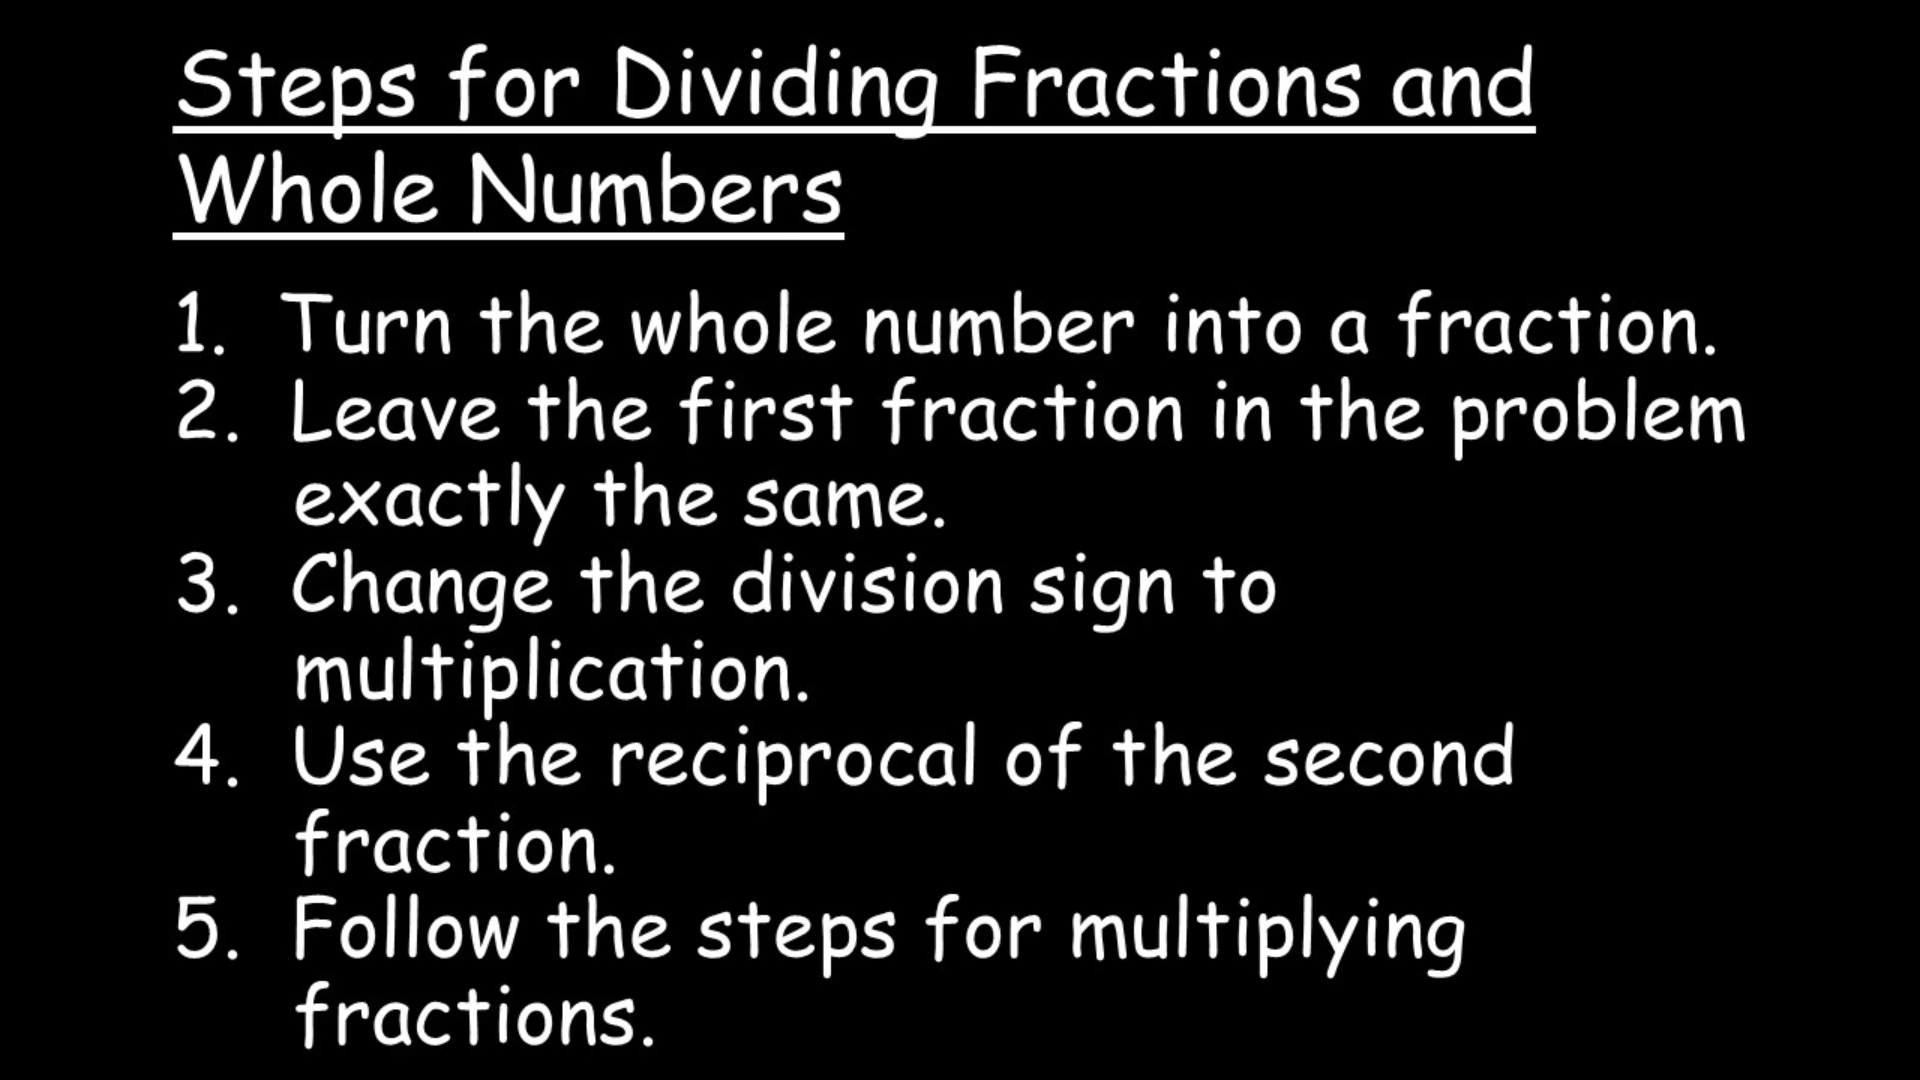 Steps for Dividing Fractions and
Whole Numbers
1. Turn the whole number into a fraction.
2. Leave the first fraction in the problem
exactly the same.
3. Change the division sign to
multiplication.
4. Use the reciprocal of the second
fraction.
5. Follow the steps for multiplying
fractions.